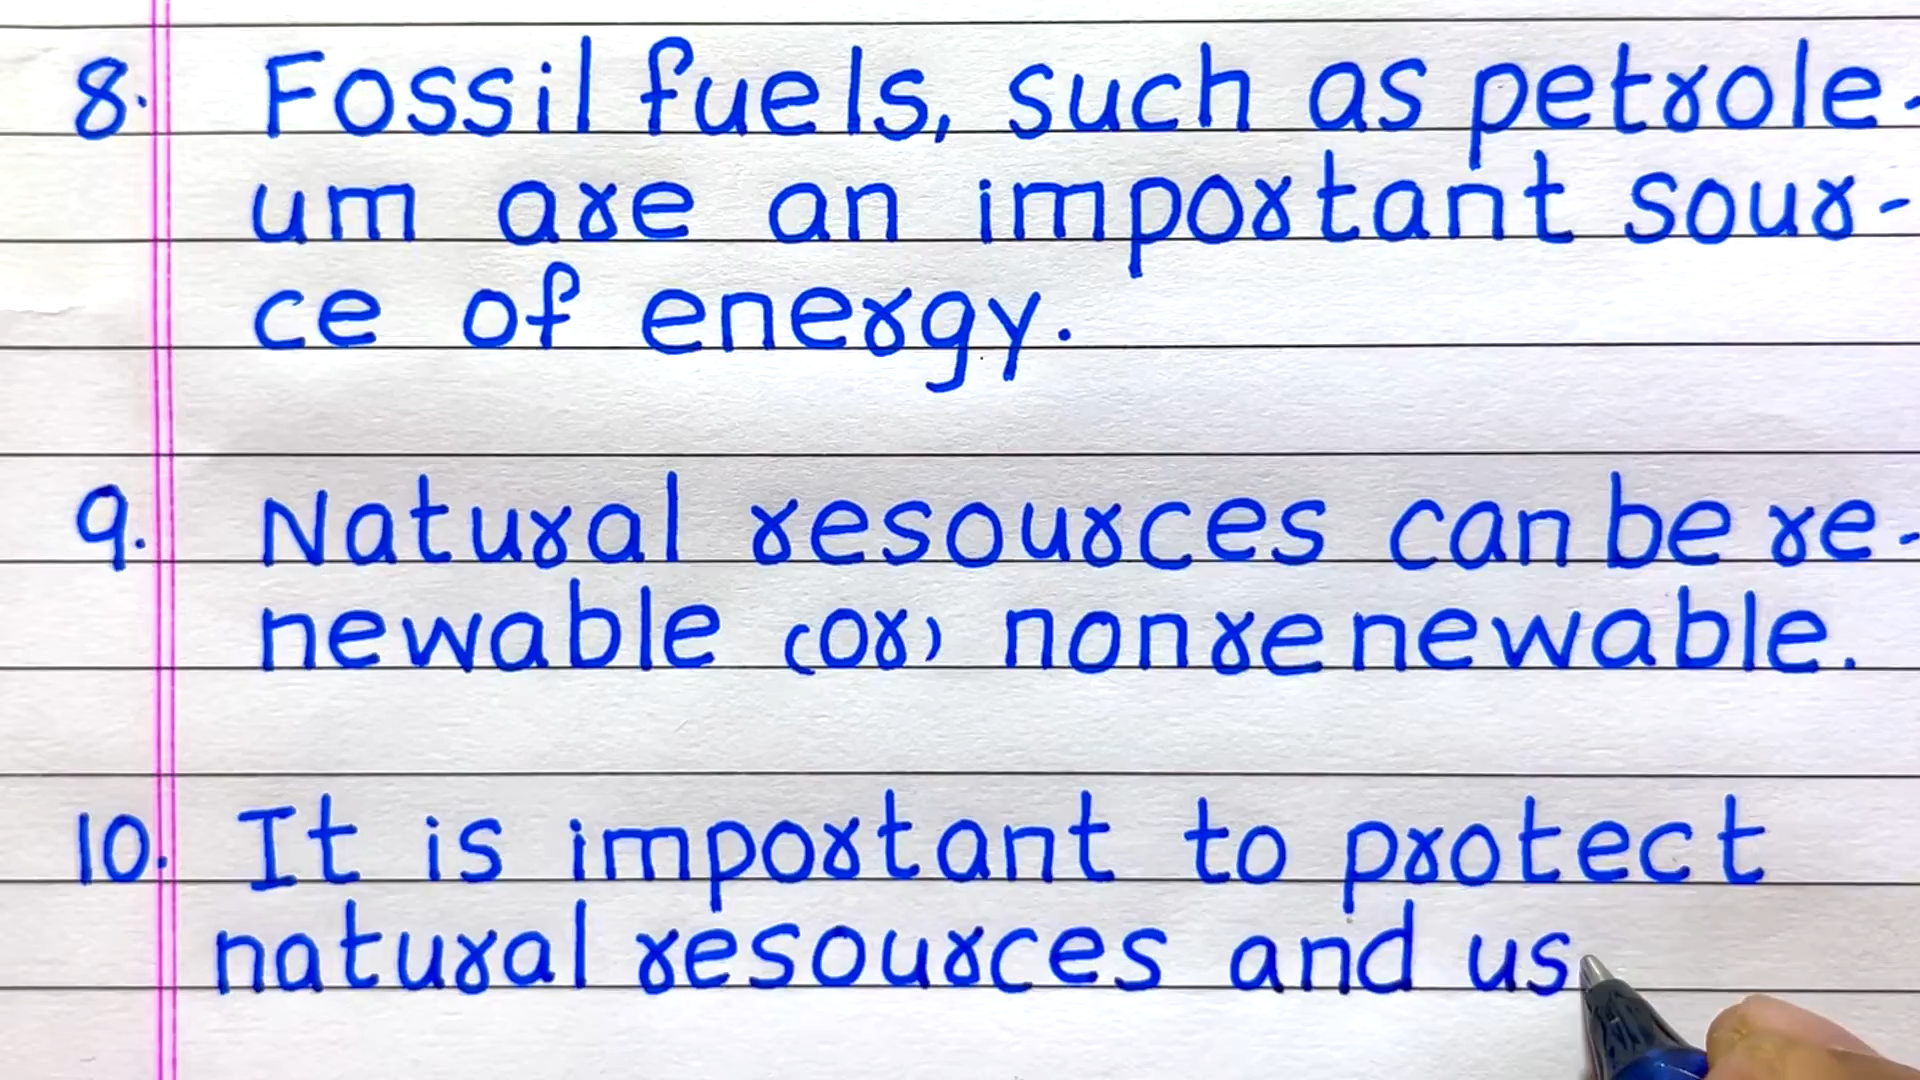 8. Fossil fuels, such as petrole-
um are an important sour-
ce of energy.
9. Natural resources can be re-
newable (or) nonrenewable.
10. It is important to protect
natural resources and us